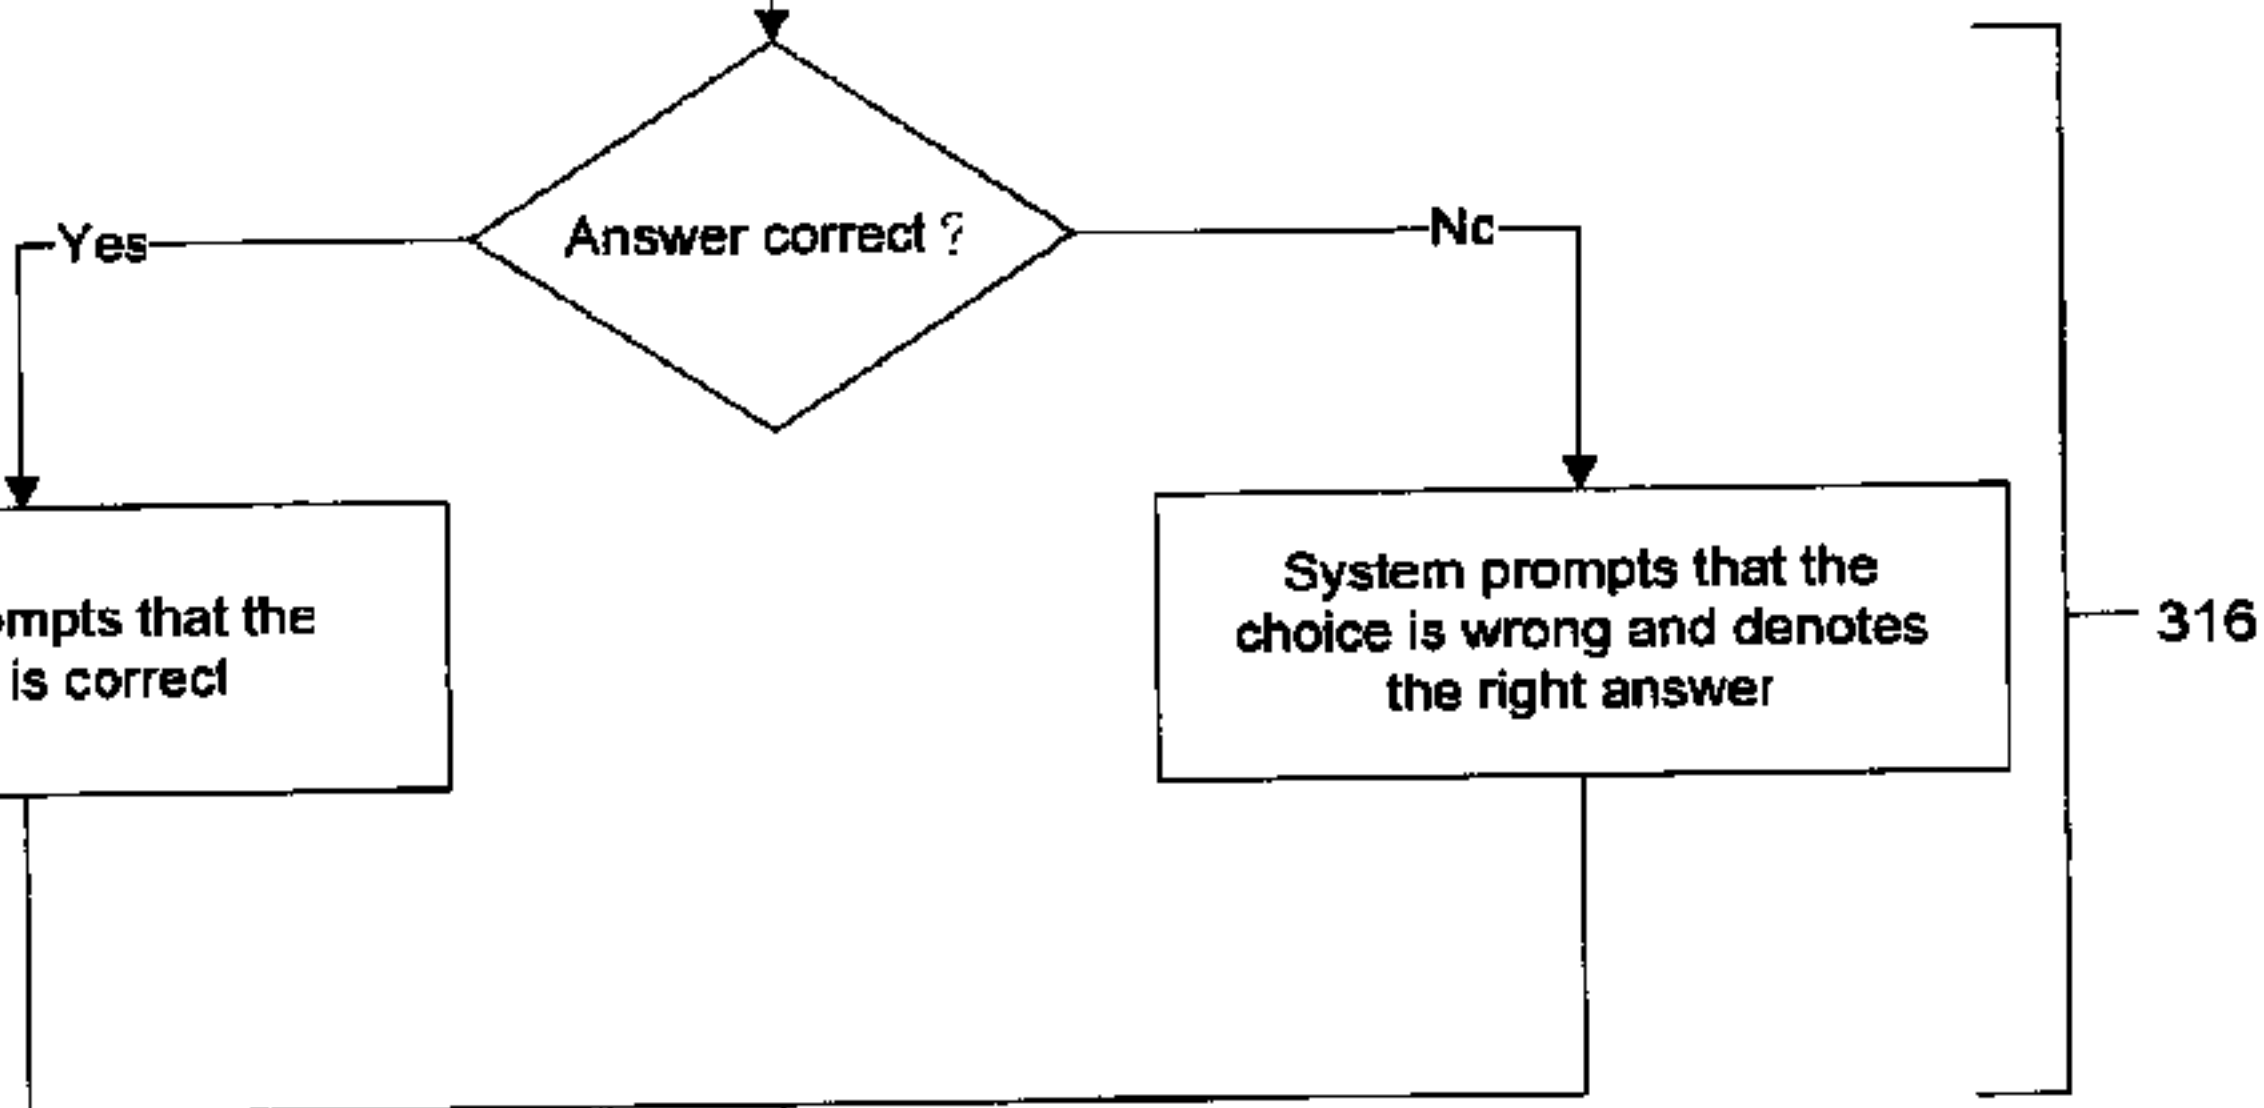 Answer correct ?
Yes
No
mpts that the
is correct
System prompts that the
choice is wrong and denotes
the right answer
316